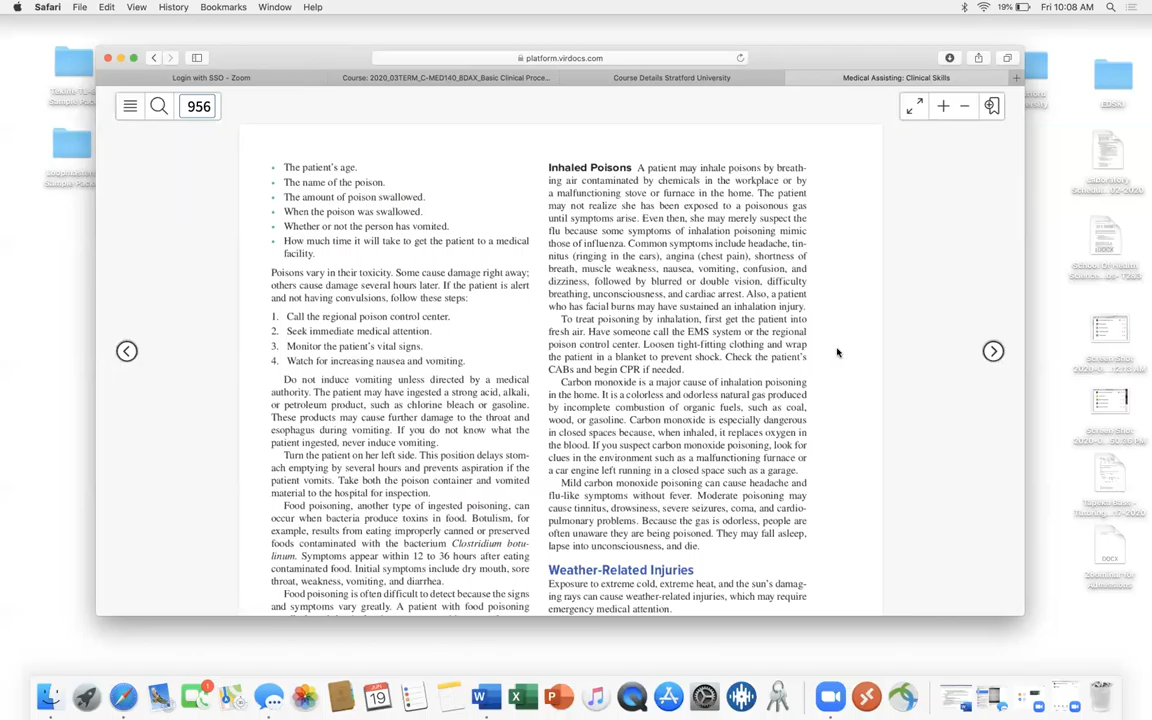 Safari File Edit View History Bookmarks Window Help
19% Fri 10:08 AM
platform.virdocs.com
Login with SSO - Zoom
Course: 2020_03TERM_C-MED140_8DAX_Basic Clinical Proce...
Course Details Stratford University
Medical Assisting: Clinical Skills
956
• The patient's age.
• The name of the poison.
• The amount of poison swallowed.
• When the poison was swallowed.
• Whether or not the person has vomited.
• How much time it will take to get the patient to a medical
facility.
Poisons vary in their toxicity. Some cause damage right away;
others cause damage several hours later. If the patient is alert
and not having convulsions, follow these steps:
1. Call the regional poison control center.
2. Seek immediate medical attention.
3. Monitor the patient's vital signs.
4. Watch for increasing nausea and vomiting.
Do not induce vomiting unless directed by a medical
authority. The patient may have ingested a strong acid, alkali,
or petroleum product, such as chlorine bleach or gasoline.
These products may cause further damage to the throat and
esophagus during vomiting. If you do not know what the
patient ingested, never induce vomiting.
Turn the patient on her left side. This position delays stom-
ach emptying by several hours and prevents aspiration if the
patient vomits. Take both the poison container and vomited
material to the hospital for inspection.
Food poisoning, another type of ingested poisoning, can
occur when bacteria produce toxins in food. Botulism, for
example, results from eating improperly canned or preserved
foods contaminated with the bacterium Clostridium botu-
linum. Symptoms appear within 12 to 36 hours after eating
contaminated food. Initial symptoms include dry mouth, sore
throat, weakness, vomiting, and diarrhea.
Food poisoning is often difficult to detect because the signs
and symptoms vary greatly. A patient with food poisoning
Inhaled Poisons A patient may inhale poisons by breath-
ing air contaminated by chemicals in the workplace or by
a malfunctioning stove or furnace in the home. The patient
may not realize she has been exposed to a poisonous gas
until symptoms arise. Even then, she may merely suspect the
flu because some symptoms of inhalation poisoning mimic
those of influenza. Common symptoms include headache, tin-
nitus (ringing in the ears), angina (chest pain), shortness of
breath, muscle weakness, nausea, vomiting, confusion, and
dizziness, followed by blurred or double vision, difficulty
breathing, unconsciousness, and cardiac arrest. Also, a patient
who has facial burns may have sustained an inhalation injury.
To treat poisoning by inhalation, first get the patient into
fresh air. Have someone call the EMS system or the regional
poison control center. Loosen tight-fitting clothing and wrap
the patient in a blanket to prevent shock. Check the patient's
CABs and begin CPR if needed.
Carbon monoxide is a major cause of inhalation poisoning
in the home. It is a colorless and odorless natural gas produced
by incomplete combustion of organic fuels, such as coal,
wood, or gasoline. Carbon monoxide is especially dangerous
in closed spaces because, when inhaled, it replaces oxygen in
the blood. If you suspect carbon monoxide poisoning, look for
clues in the environment such as a malfunctioning furnace or
a car engine left running in a closed space such as a garage.
Mild carbon monoxide poisoning can cause headache and
flu-like symptoms without fever. Moderate poisoning may
cause tinnitus, drowsiness, severe seizures, coma, and cardio-
pulmonary problems. Because the gas is odorless, people are
often unaware they are being poisoned. They may fall asleep,
lapse into unconsciousness, and die.
Weather-Related Injuries
Exposure to extreme cold, extreme heat, and the sun's damag-
ing rays can cause weather-related injuries, which may require
emergency medical attention.
EDSKI
Screen Shot
Screen Shot
DOCX
JUN
19